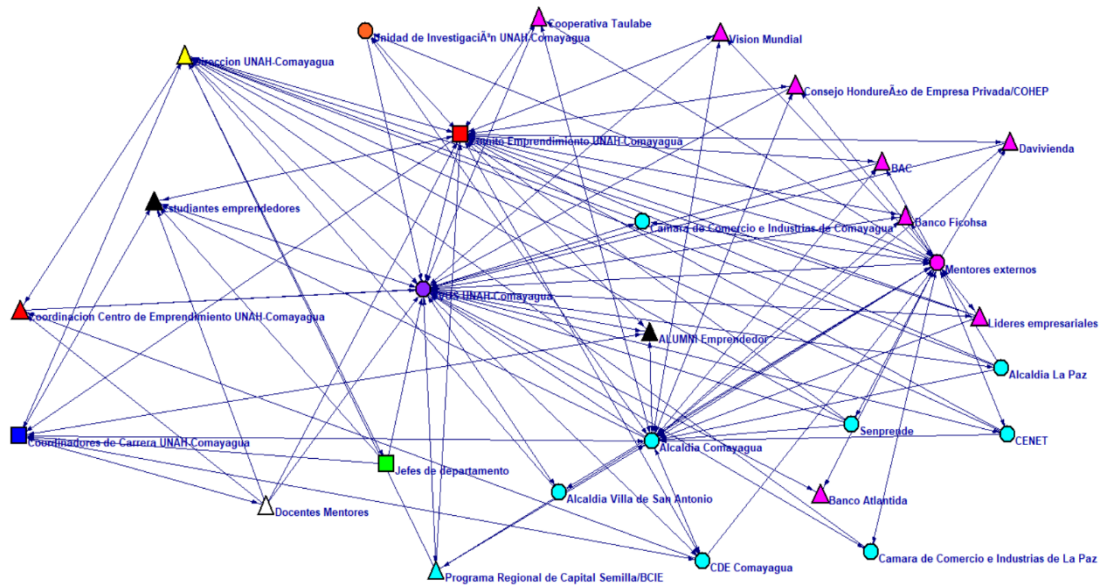 Cooperativa Taulabe
Unidad de InvestigaciÃ³n UNAH-Comayagua
Vision Mundial
Direccion UNAH-Comayagua
Consejo HondureÃ±o de Empresa Privada/COHEP
Emprendimiento UNAH-Comayagua
Davivienda
BAC
Estudiantes emprendedores
Banco Ficohsa
Camara de Comercio e Industrias de Comayagua
Mentores externos
UNAH-Comayagua
Coordinacion Centro de Emprendimiento UNAH-Comayagua
Lideres empresariales
ALUMNI Emprendedor
Alcaldia La Paz
Senprende
Coordinadores de Carrera UNAH-Comayagua
Alcaldia Comayagua
CENET
Jefes de departamento
Alcaldia Villa de San Antonio
Banco Atlantida
Docentes Mentores
Camara de Comercio e Industrias de La Paz
CDE Comayagua
Programa Regional de Capital Semilla/BCIE